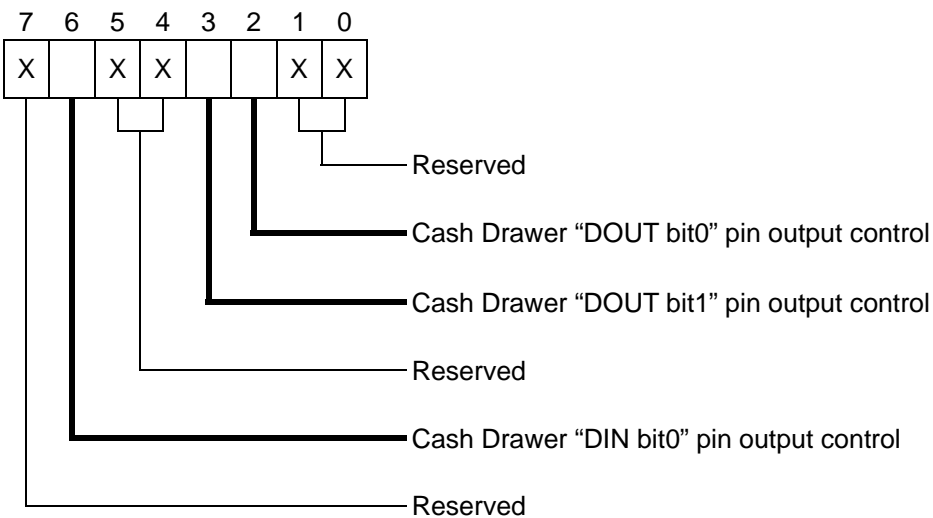 7 6 5 4 3 2 1 0
X X X X X
Reserved
Cash Drawer “DOUT bit0” pin output control
Cash Drawer “DOUT bit1” pin output control
Reserved
Cash Drawer “DIN bit0” pin output control
Reserved